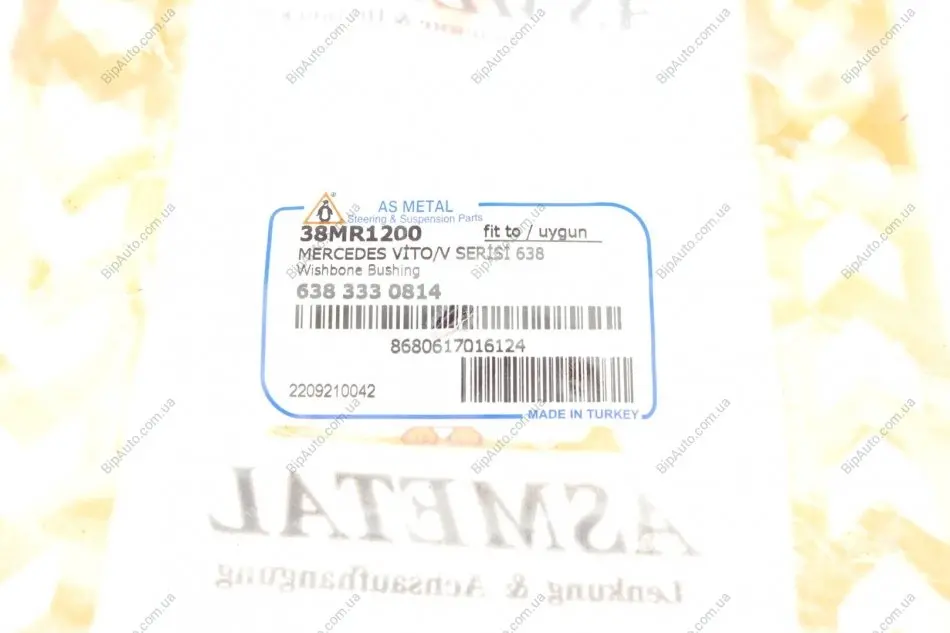 AS METAL
Steering & Suspension Parts
38MR1200 fit to / uygun
MERCEDES VİTO/V SERİSİ 638
Wishbone Bushing
638 333 0814
8680617016124
2209210042
MADE IN TURKEY
ASMETAL
Lenkung & Achsaufhangung
BipAuto.com.ua